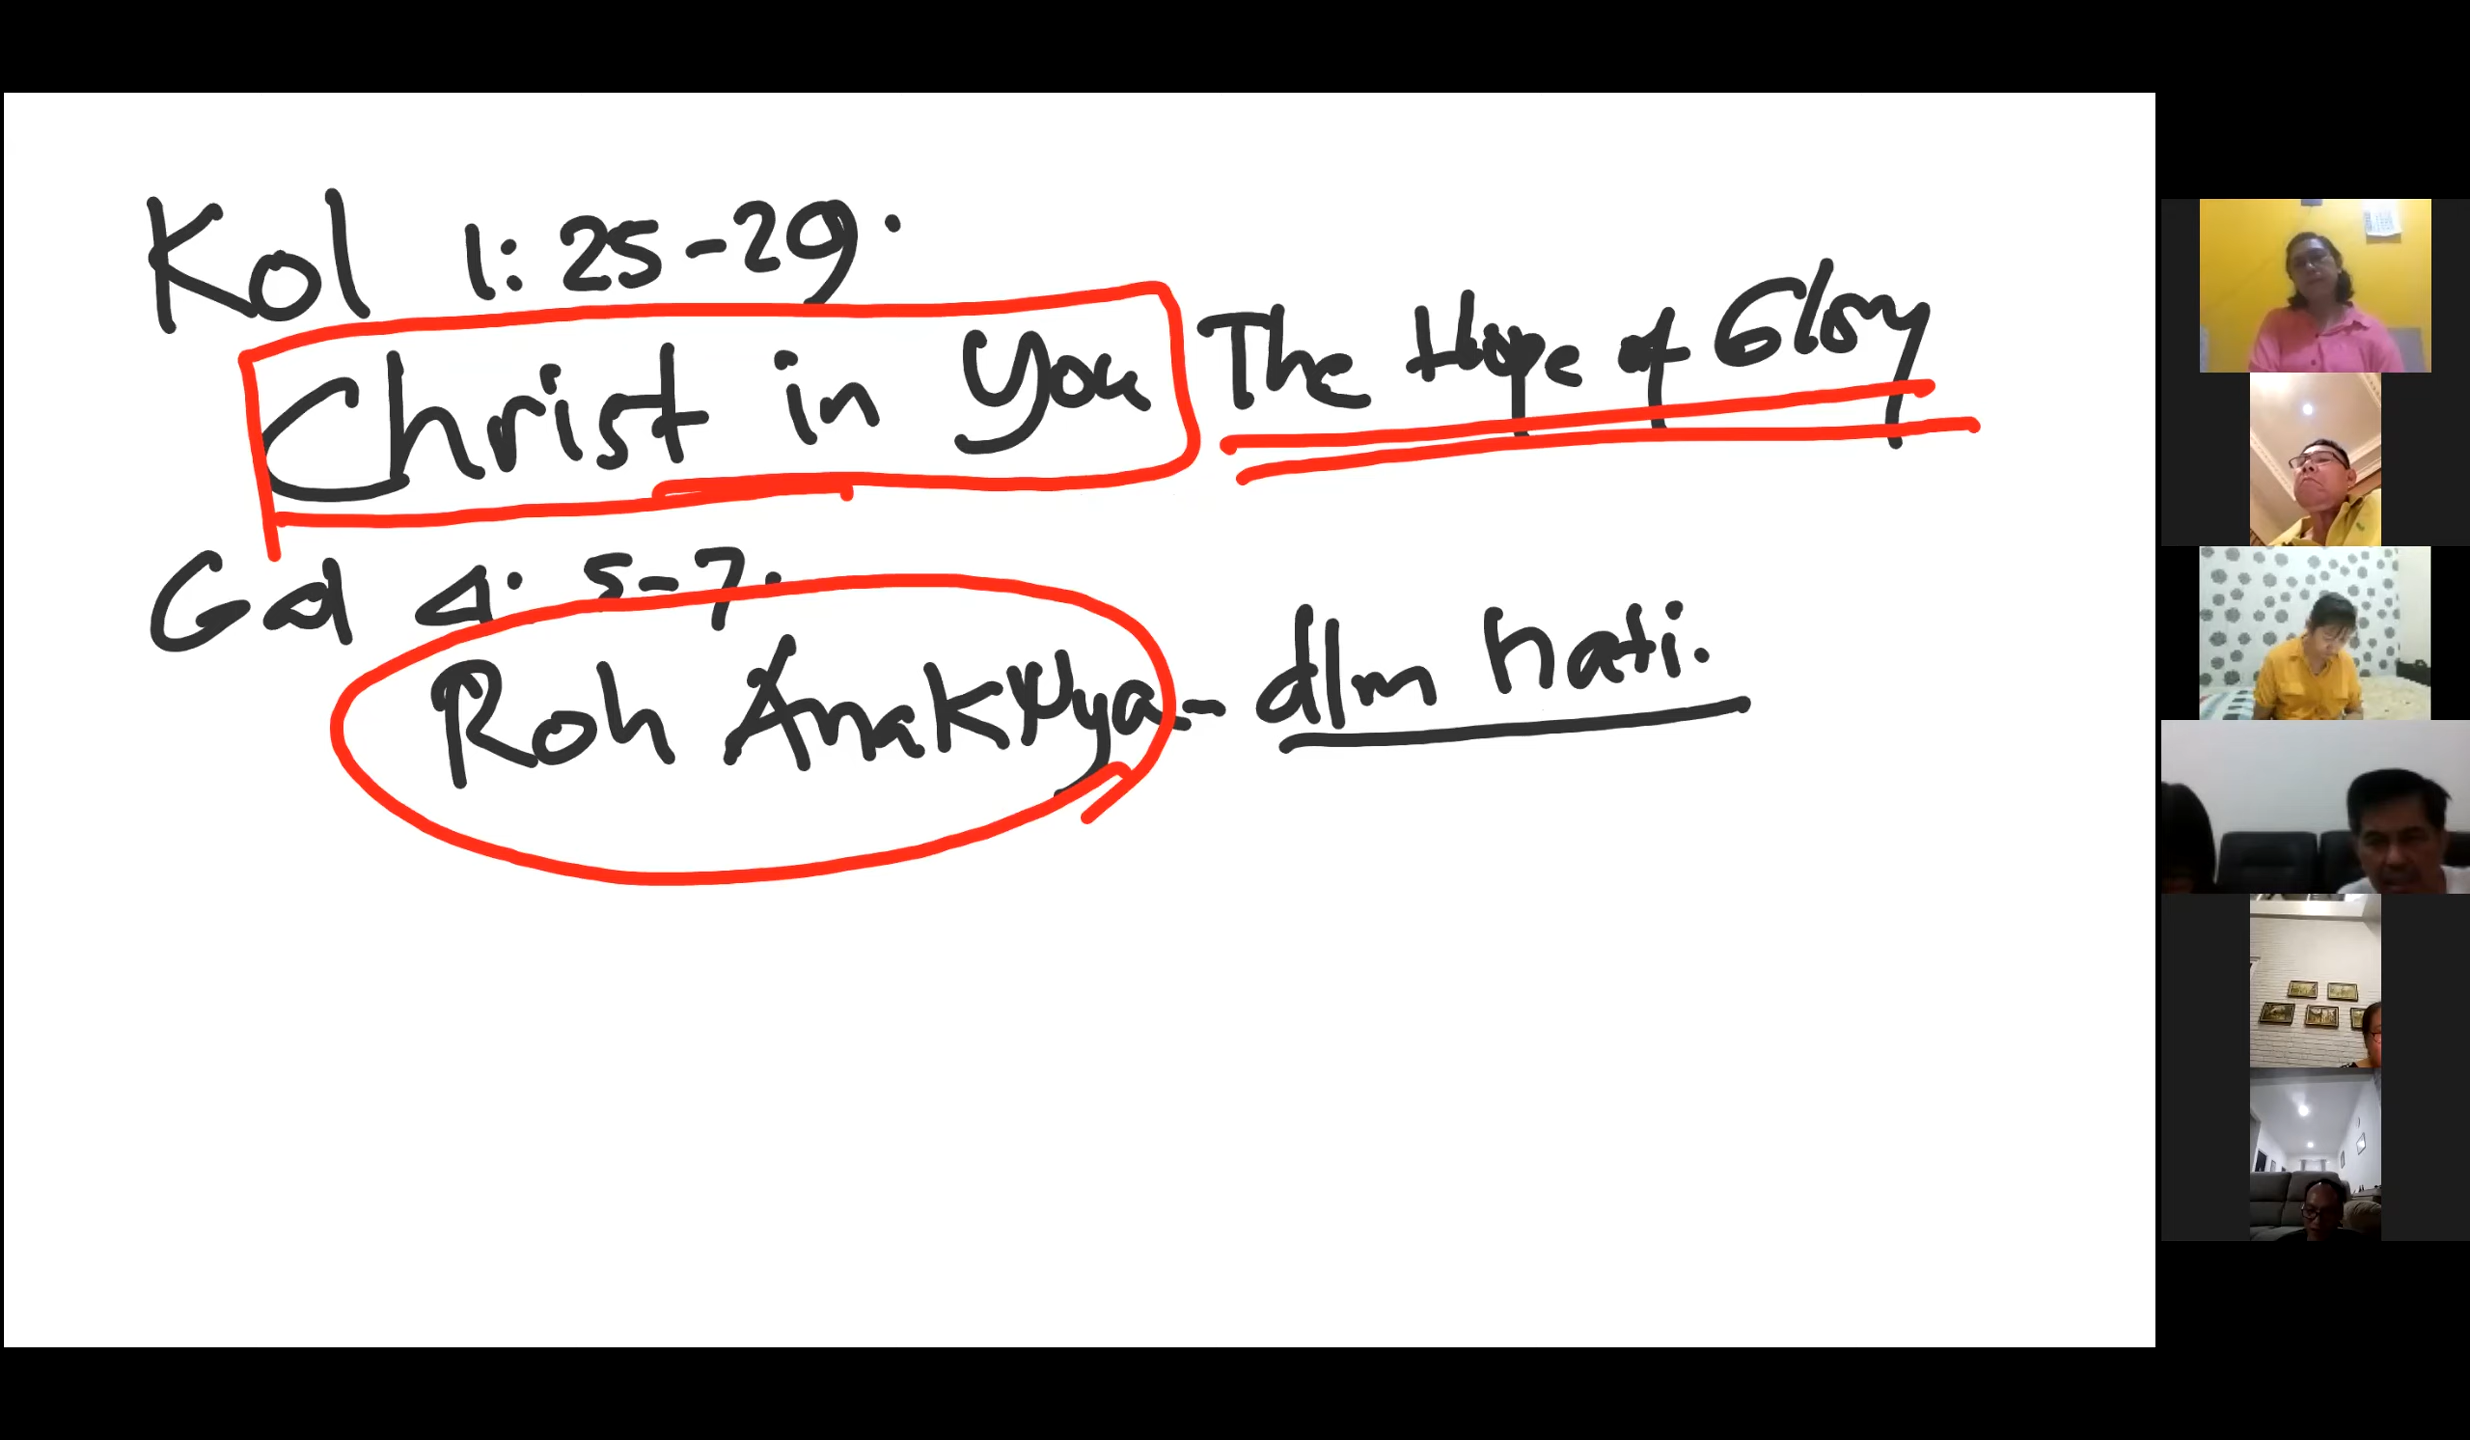 Kol 1: 25-29.
Christ in You The Hope of Glory
Gal 4: 5-7.
Roh AnakNya - dlm hati.